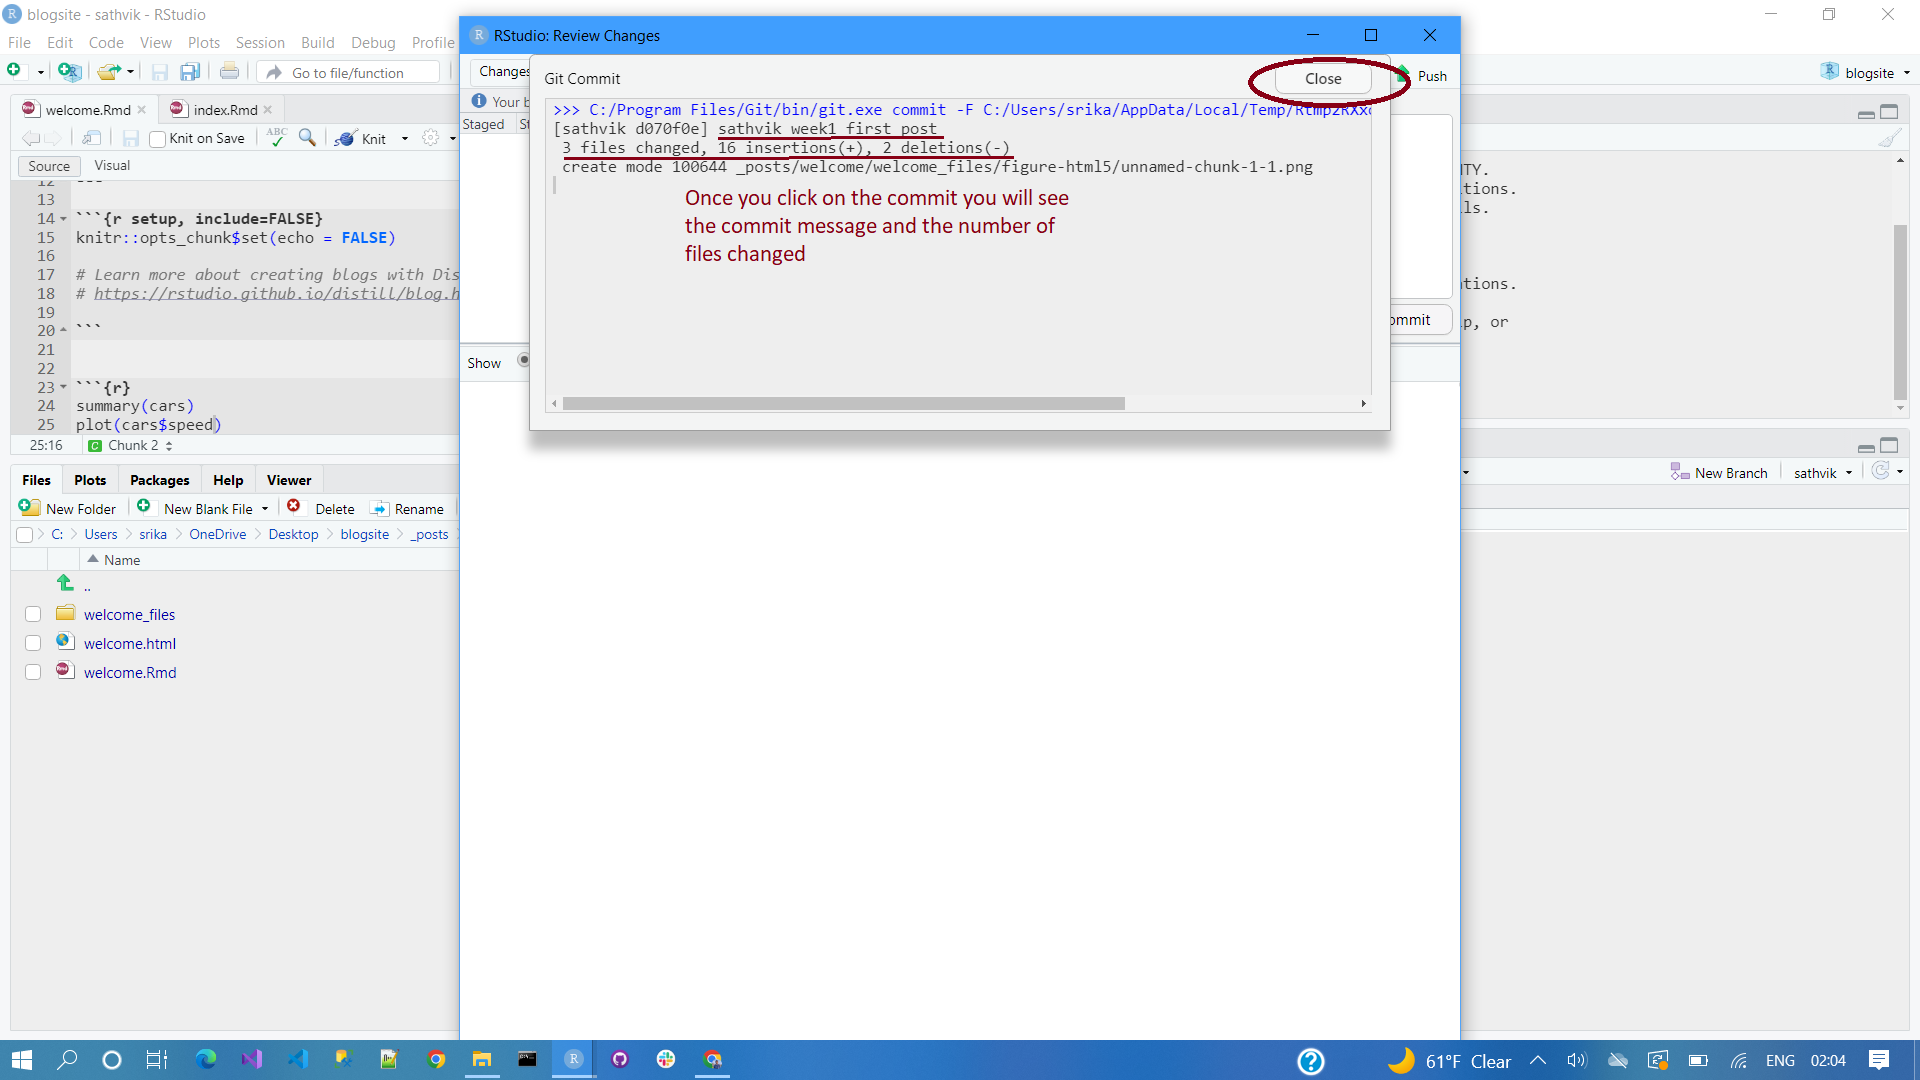 blogsite - sathvik - RStudio
File Edit Code View Plots Session Build Debug Profile
Go to file/function
blogsite
welcome.Rmd
index.Rmd
Knit on Save
ABC
Knit
Source
Visual
12 ---
13
14 ```{r setup, include=FALSE}
15 knitr::opts_chunk$set(echo = FALSE)
16
17 # Learn more about creating blogs with Dis
18 # https://rstudio.github.io/distill/blog.h
19
20 ```
21
22
23 ```{r}
24 summary(cars)
25 plot(cars$speed)
25:16
Chunk 2
Files Plots Packages Help Viewer
New Folder New Blank File Delete Rename
C: Users srika OneDrive Desktop blogsite _posts
Name
..
welcome_files
welcome.html
welcome.Rmd
RStudio: Review Changes
Changes
Push
Your b
Staged St
Git Commit
Close
>>> C:/Program Files/Git/bin/git.exe commit -F C:/Users/srika/AppData/Local/Temp/RtmpzRXx
[sathvik d070f0e] sathvik week1 first post
3 files changed, 16 insertions(+), 2 deletions(-)
create mode 100644 _posts/welcome/welcome_files/figure-html5/unnamed-chunk-1-1.png
Once you click on the commit you will see
the commit message and the number of
files changed
ommit
Show
TY.
tions.
ls.
tions.
p, or
New Branch
sathvik
61°F Clear
ENG
02:04